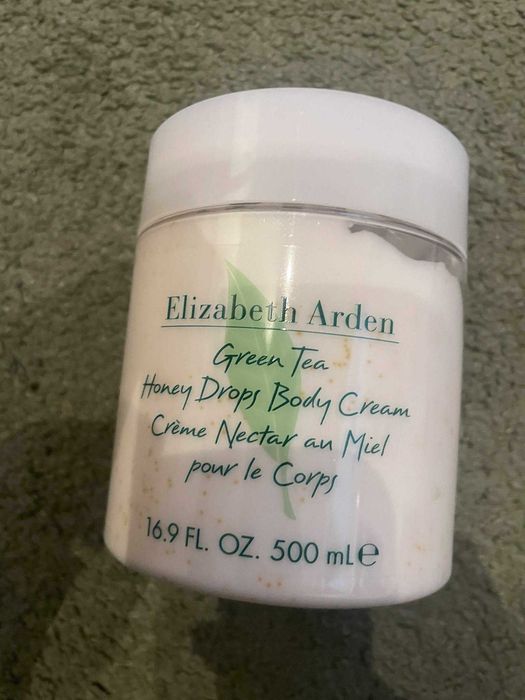 Elizabeth Arden
Green Tea
Honey Drops Body Cream
Crème Nectar au Miel
pour le Corps
16.9 FL. OZ. 500 mL e